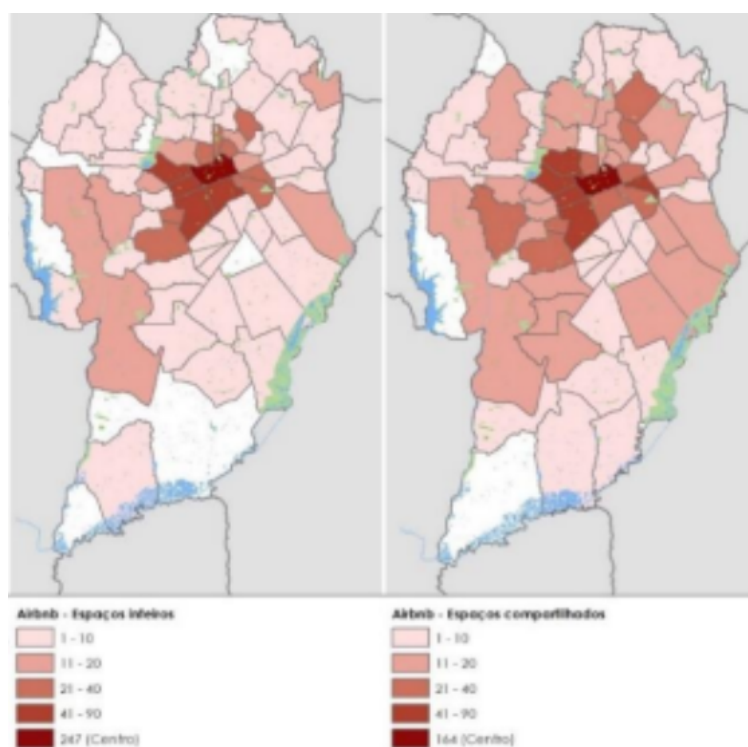 Airbnb - Espaços inteiros
1 - 10
11 - 20
21 - 40
41 - 90
247 (Centro)
Airbnb - Espaços compartilhados
1 - 10
11 - 20
21 - 40
41 - 90
164 (Centro)